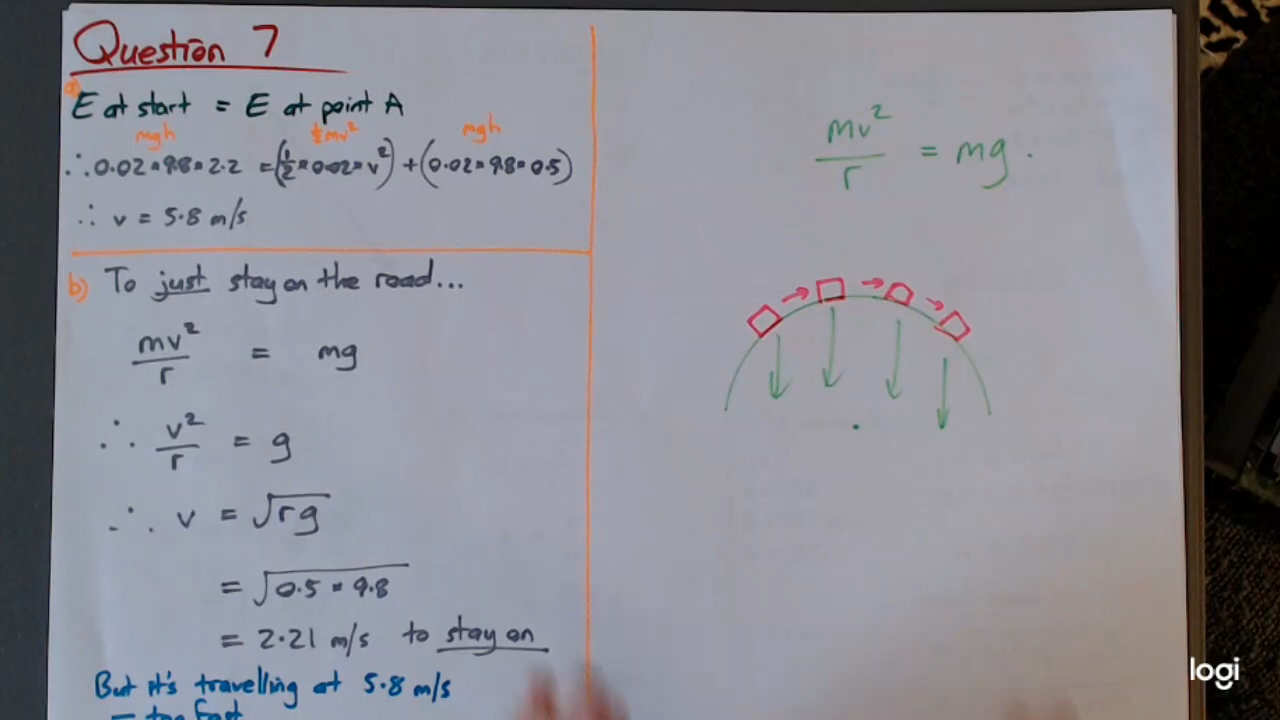 Question 7
a)
E at start = E at point A
mgh ½mv² mgh
∴ 0.02 × 9.8 × 2.2 = (½ × 0.02 × v²) + (0.02 × 9.8 × 0.5)
∴ v = 5.8 m/s
b) To just stay on the road...
mv²/r = mg
∴ v²/r = g
∴ v = √rg
= √0.5 × 9.8
= 2.21 m/s to stay on
But it's travelling at 5.8 m/s
= too fast
mv²/r = mg.
logi